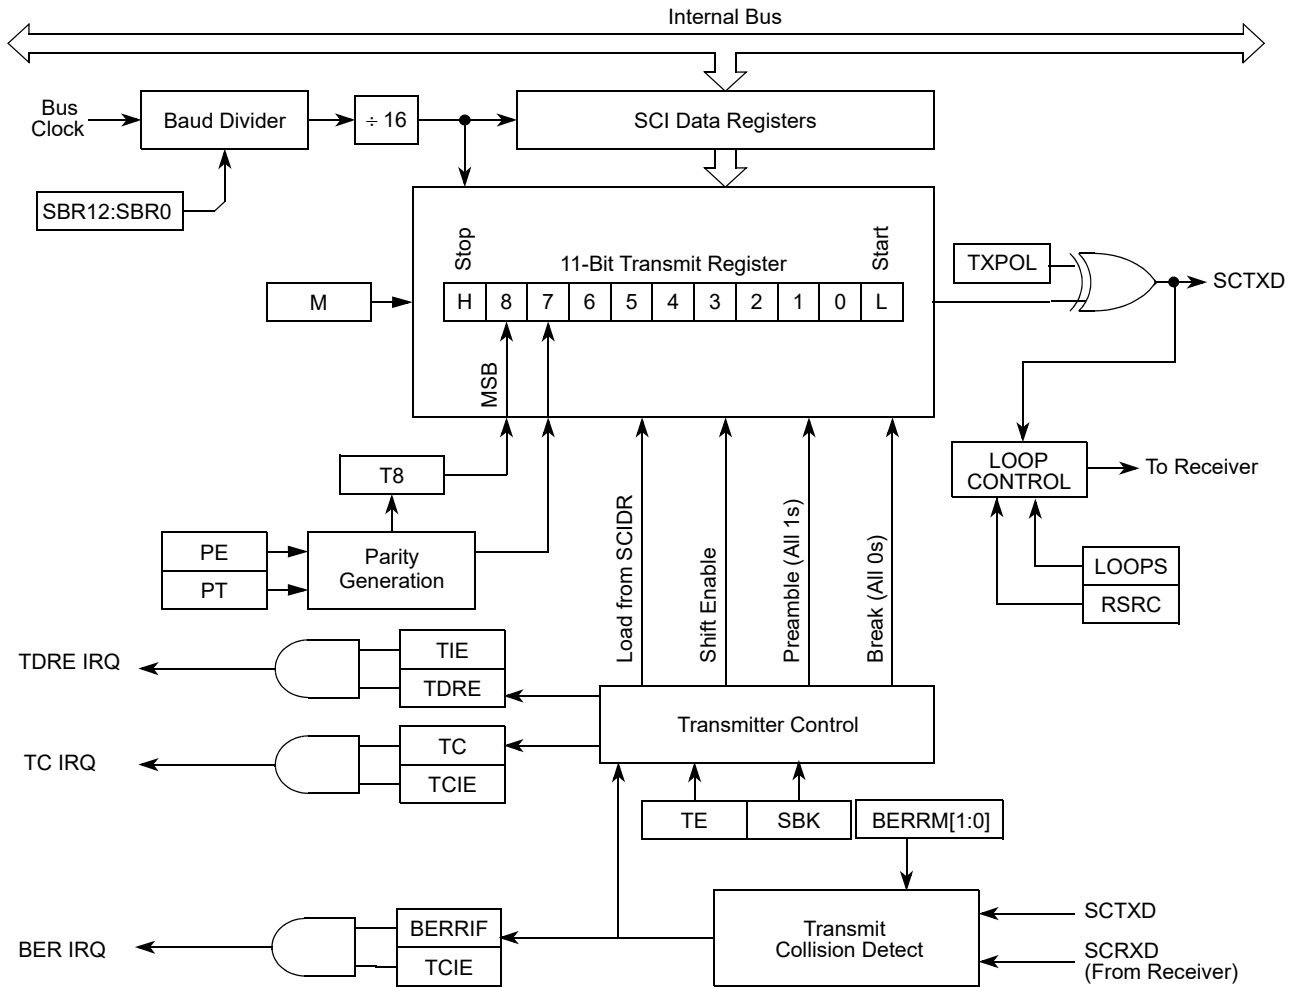 Internal Bus
Bus
Clock
Baud Divider
÷ 16
SCI Data Registers
SBR12:SBR0
Stop
11-Bit Transmit Register
Start
TXPOL
SCTXD
M
H 8 7 6 5 4 3 2 1 0 L
MSB
T8
LOOP
CONTROL
To Receiver
PE
PT
Parity
Generation
Load from SCIDR
Shift Enable
Preamble (All 1s)
Break (All 0s)
LOOPS
RSRC
TDRE IRQ
TIE
TDRE
Transmitter Control
TC IRQ
TC
TCIE
TE
SBK
BERRM[1:0]
BER IRQ
BERRIF
TCIE
Transmit
Collision Detect
SCTXD
SCRXD
(From Receiver)